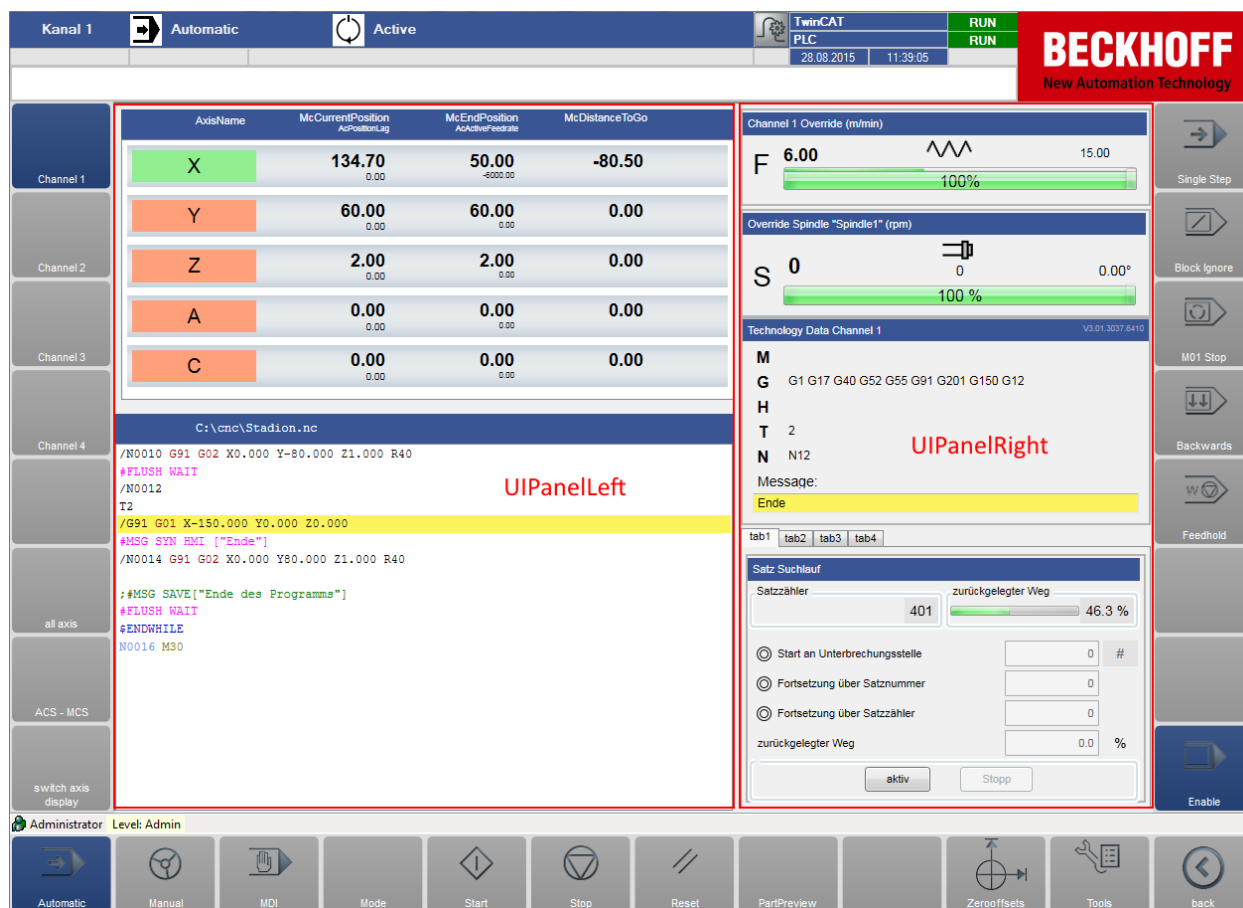 Kanal 1 Automatic Active
TwinCAT RUN
PLC RUN
28.08.2015 11:39:05
BECKHOFF
New Automation Technology
Channel 1
Channel 2
Channel 3
Channel 4
all axis
ACS - MCS
switch axis
display
AxisName McCurrentPosition McEndPosition McDistanceToGo
AcPositionLag AcActiveFeedrate
X 134.70 50.00 -80.50
0.00 -6000.00
Y 60.00 60.00 0.00
0.00 0.00
Z 2.00 2.00 0.00
0.00 0.00
A 0.00 0.00 0.00
0.00 0.00
C 0.00 0.00 0.00
0.00 0.00
C:\cnc\Stadion.nc
/N0010 G91 G02 X0.000 Y-80.000 Z1.000 R40
#FLUSH WAIT
/N0012
T2
/G91 G01 X-150.000 Y0.000 Z0.000
#MSG SYN HMI ["Ende"]
/N0014 G91 G02 X0.000 Y80.000 Z1.000 R40
;#MSG SAVE["Ende des Programms"]
#FLUSH WAIT
$ENDWHILE
N0016 M30
UIPanelLeft
Channel 1 Override (m/min)
F 6.00 15.00
100%
Override Spindle "Spindle1" (rpm)
S 0 0 0.00°
100 %
Technology Data Channel 1 V3.01.3037.6410
M
G G1 G17 G40 G52 G55 G91 G201 G150 G12
H
T 2
N N12
UIPanelRight
Message:
Ende
tab1 tab2 tab3 tab4
Satz Suchlauf
Satzzähler zurückgelegter Weg
401 46.3 %
Start an Unterbrechungsstelle 0 #
Fortsetzung über Satznummer 0
Fortsetzung über Satzzähler 0
zurückgelegter Weg 0.0 %
aktiv Stopp
Single Step
Block Ignore
M01 Stop
Backwards
W
Feedhold
Enable
Administrator Level: Admin
Automatic Manual MDI Mode Start Stop Reset PartPreview Zerooffsets Tools back